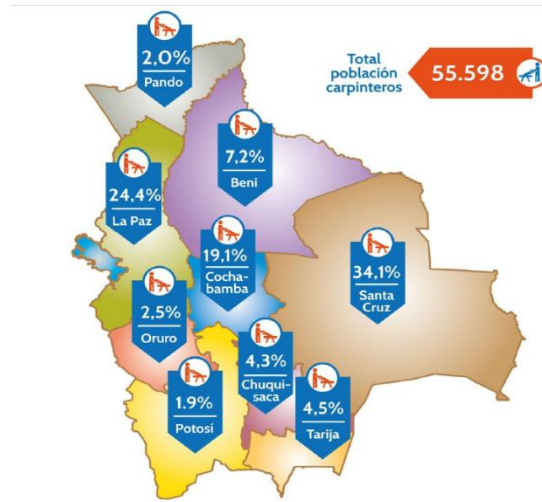 2,0%
Pando
Total
población
carpinteros
55.598
7,2%
Beni
24,4%
La Paz
19,1%
Cocha-
bamba
34,1%
Santa
Cruz
2,5%
Oruro
4,3%
Chuqui-
saca
1.9%
Potosí
4,5%
Tarija